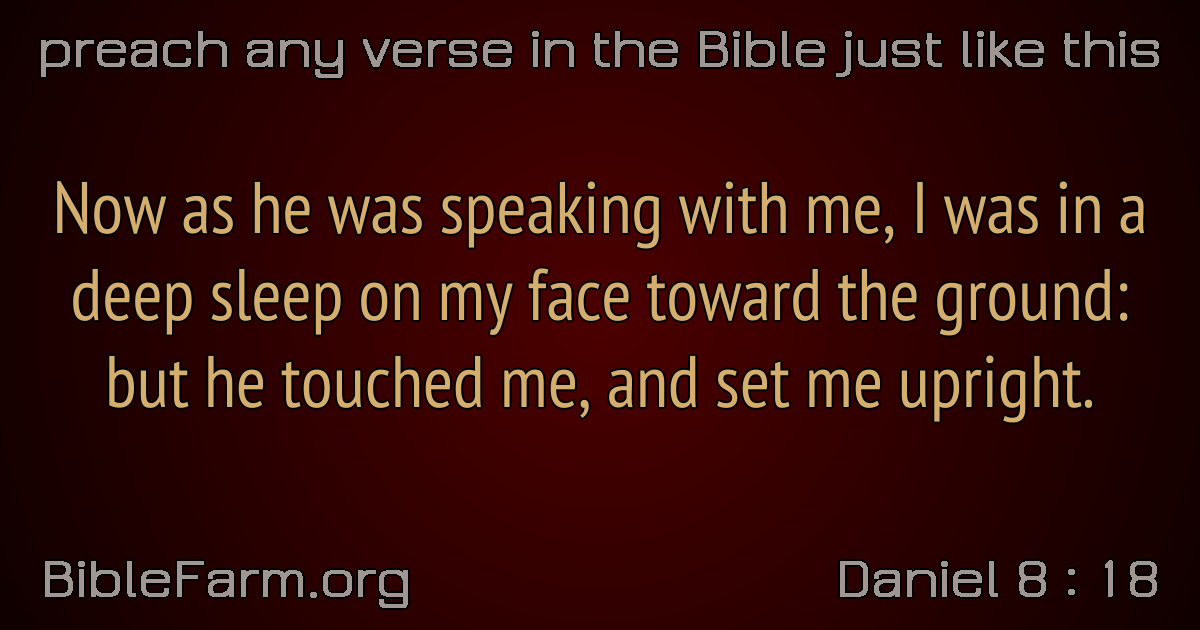 preach any verse in the Bible just like this
Now as he was speaking with me, I was in a
deep sleep on my face toward the ground:
but he touched me, and set me upright.
BibleFarm.org
Daniel 8 : 18